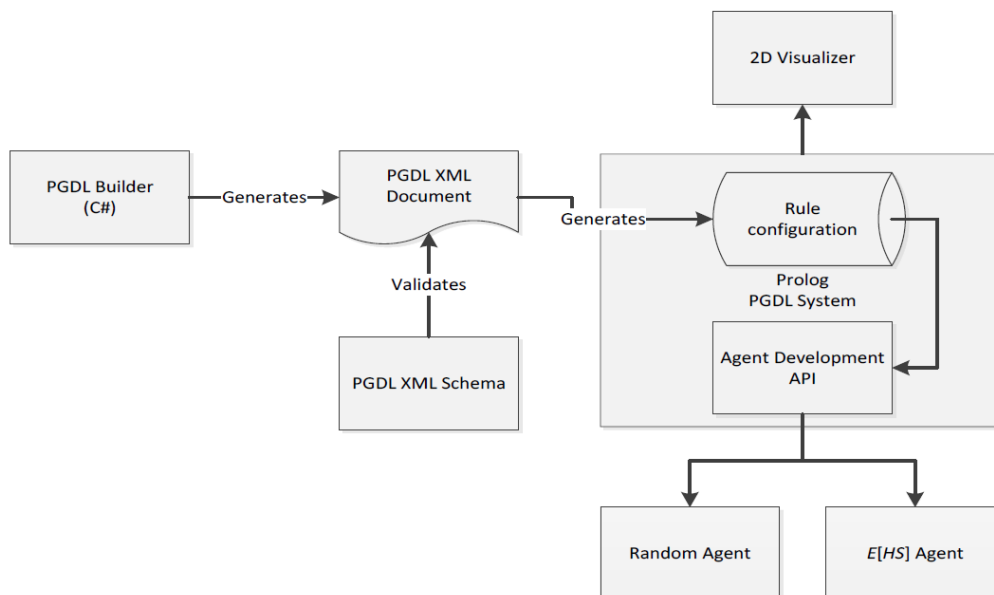 2D Visualizer
PGDL Builder
(C#)
Generates
PGDL XML
Document
Generates
Rule
configuration
Prolog
PGDL System
Validates
PGDL XML Schema
Agent Development
API
Random Agent
E[HS] Agent